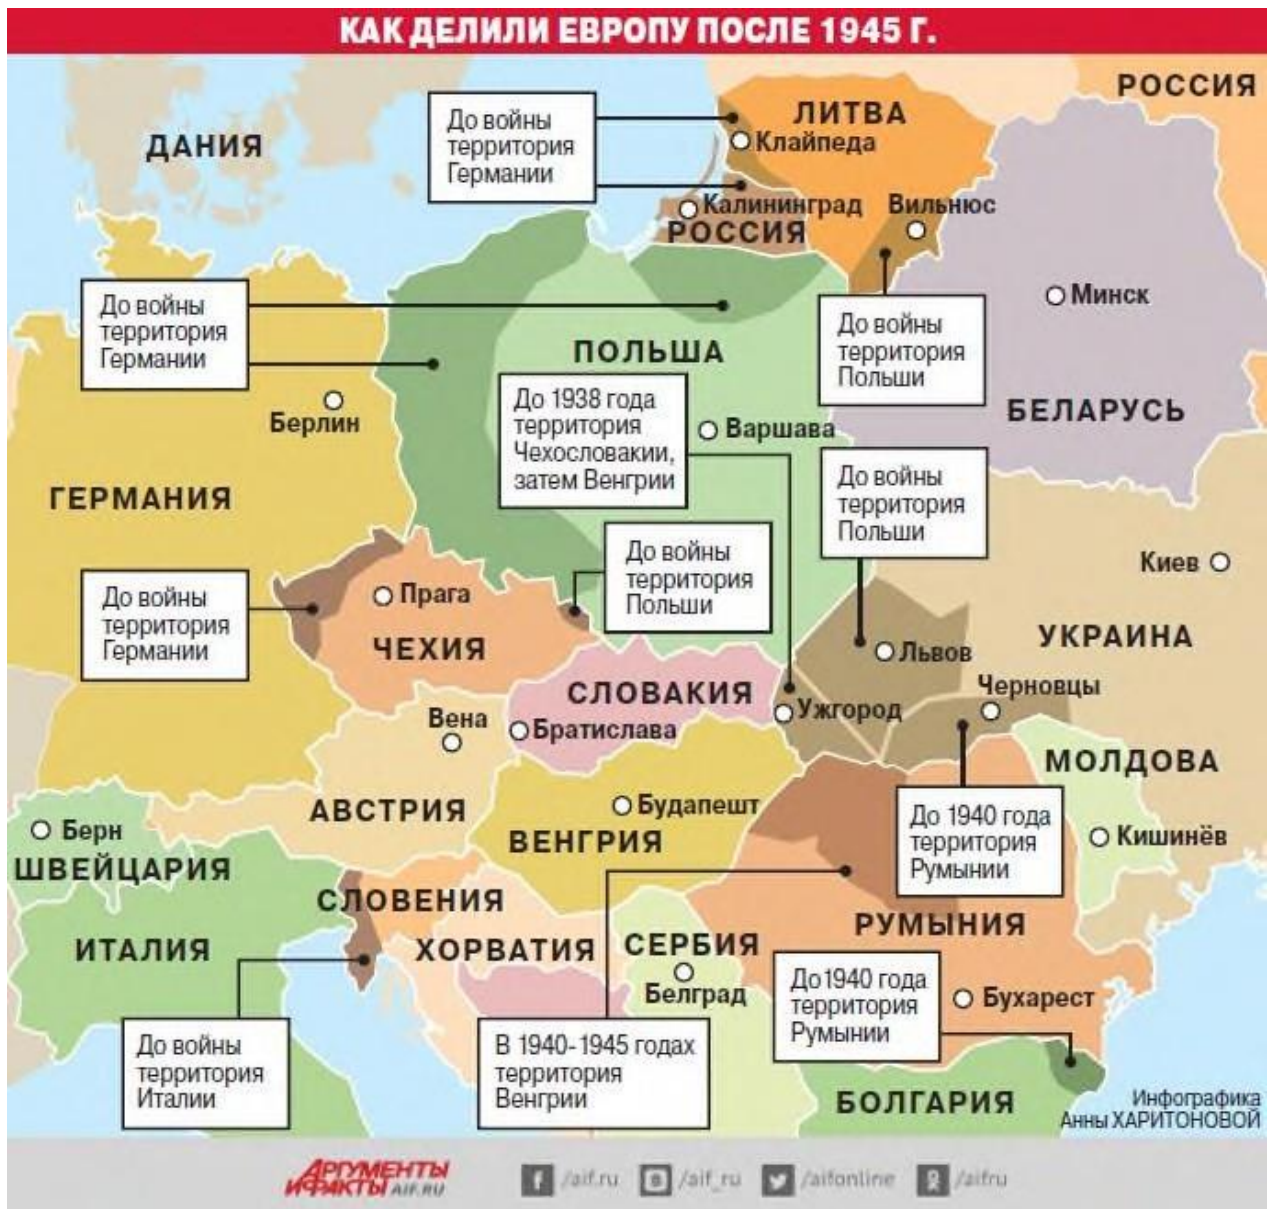 КАК ДЕЛИЛИ ЕВРОПУ ПОСЛЕ 1945 Г.
РОССИЯ
ДАНИЯ
До войны
территория
Германии
ЛИТВА
Клайпеда
Калининград
РОССИЯ
Вильнюс
До войны
территория
Германии
До войны
территория
Польши
Минск
БЕЛАРУСЬ
ПОЛЬША
Берлин
До 1938 года
территория
Чехословакии,
затем Венгрии
Варшава
ГЕРМАНИЯ
До войны
территория
Польши
До войны
территория
Польши
Киев
До войны
территория
Германии
Прага
ЧЕХИЯ
УКРАИНА
Львов
СЛОВАКИЯ
Черновцы
Ужгород
Вена
Братислава
МОЛДОВА
АВСТРИЯ
Будапешт
ВЕНГРИЯ
До 1940 года
территория
Румынии
Кишинёв
Берн
ШВЕЙЦАРИЯ
СЛОВЕНИЯ
ИТАЛИЯ
ХОРВАТИЯ
СЕРБИЯ
Белград
РУМЫНИЯ
Бухарест
До 1940 года
территория
Румынии
До войны
территория
Италии
В 1940-1945 годах
территория
Венгрии
БОЛГАРИЯ
Инфографика
Анны ХАРИТОНОВОЙ
АРГУМЕНТЫ
И ФАКТЫ AIF.RU
f /aif.ru
/aif_ru
/aifonline
/aifru